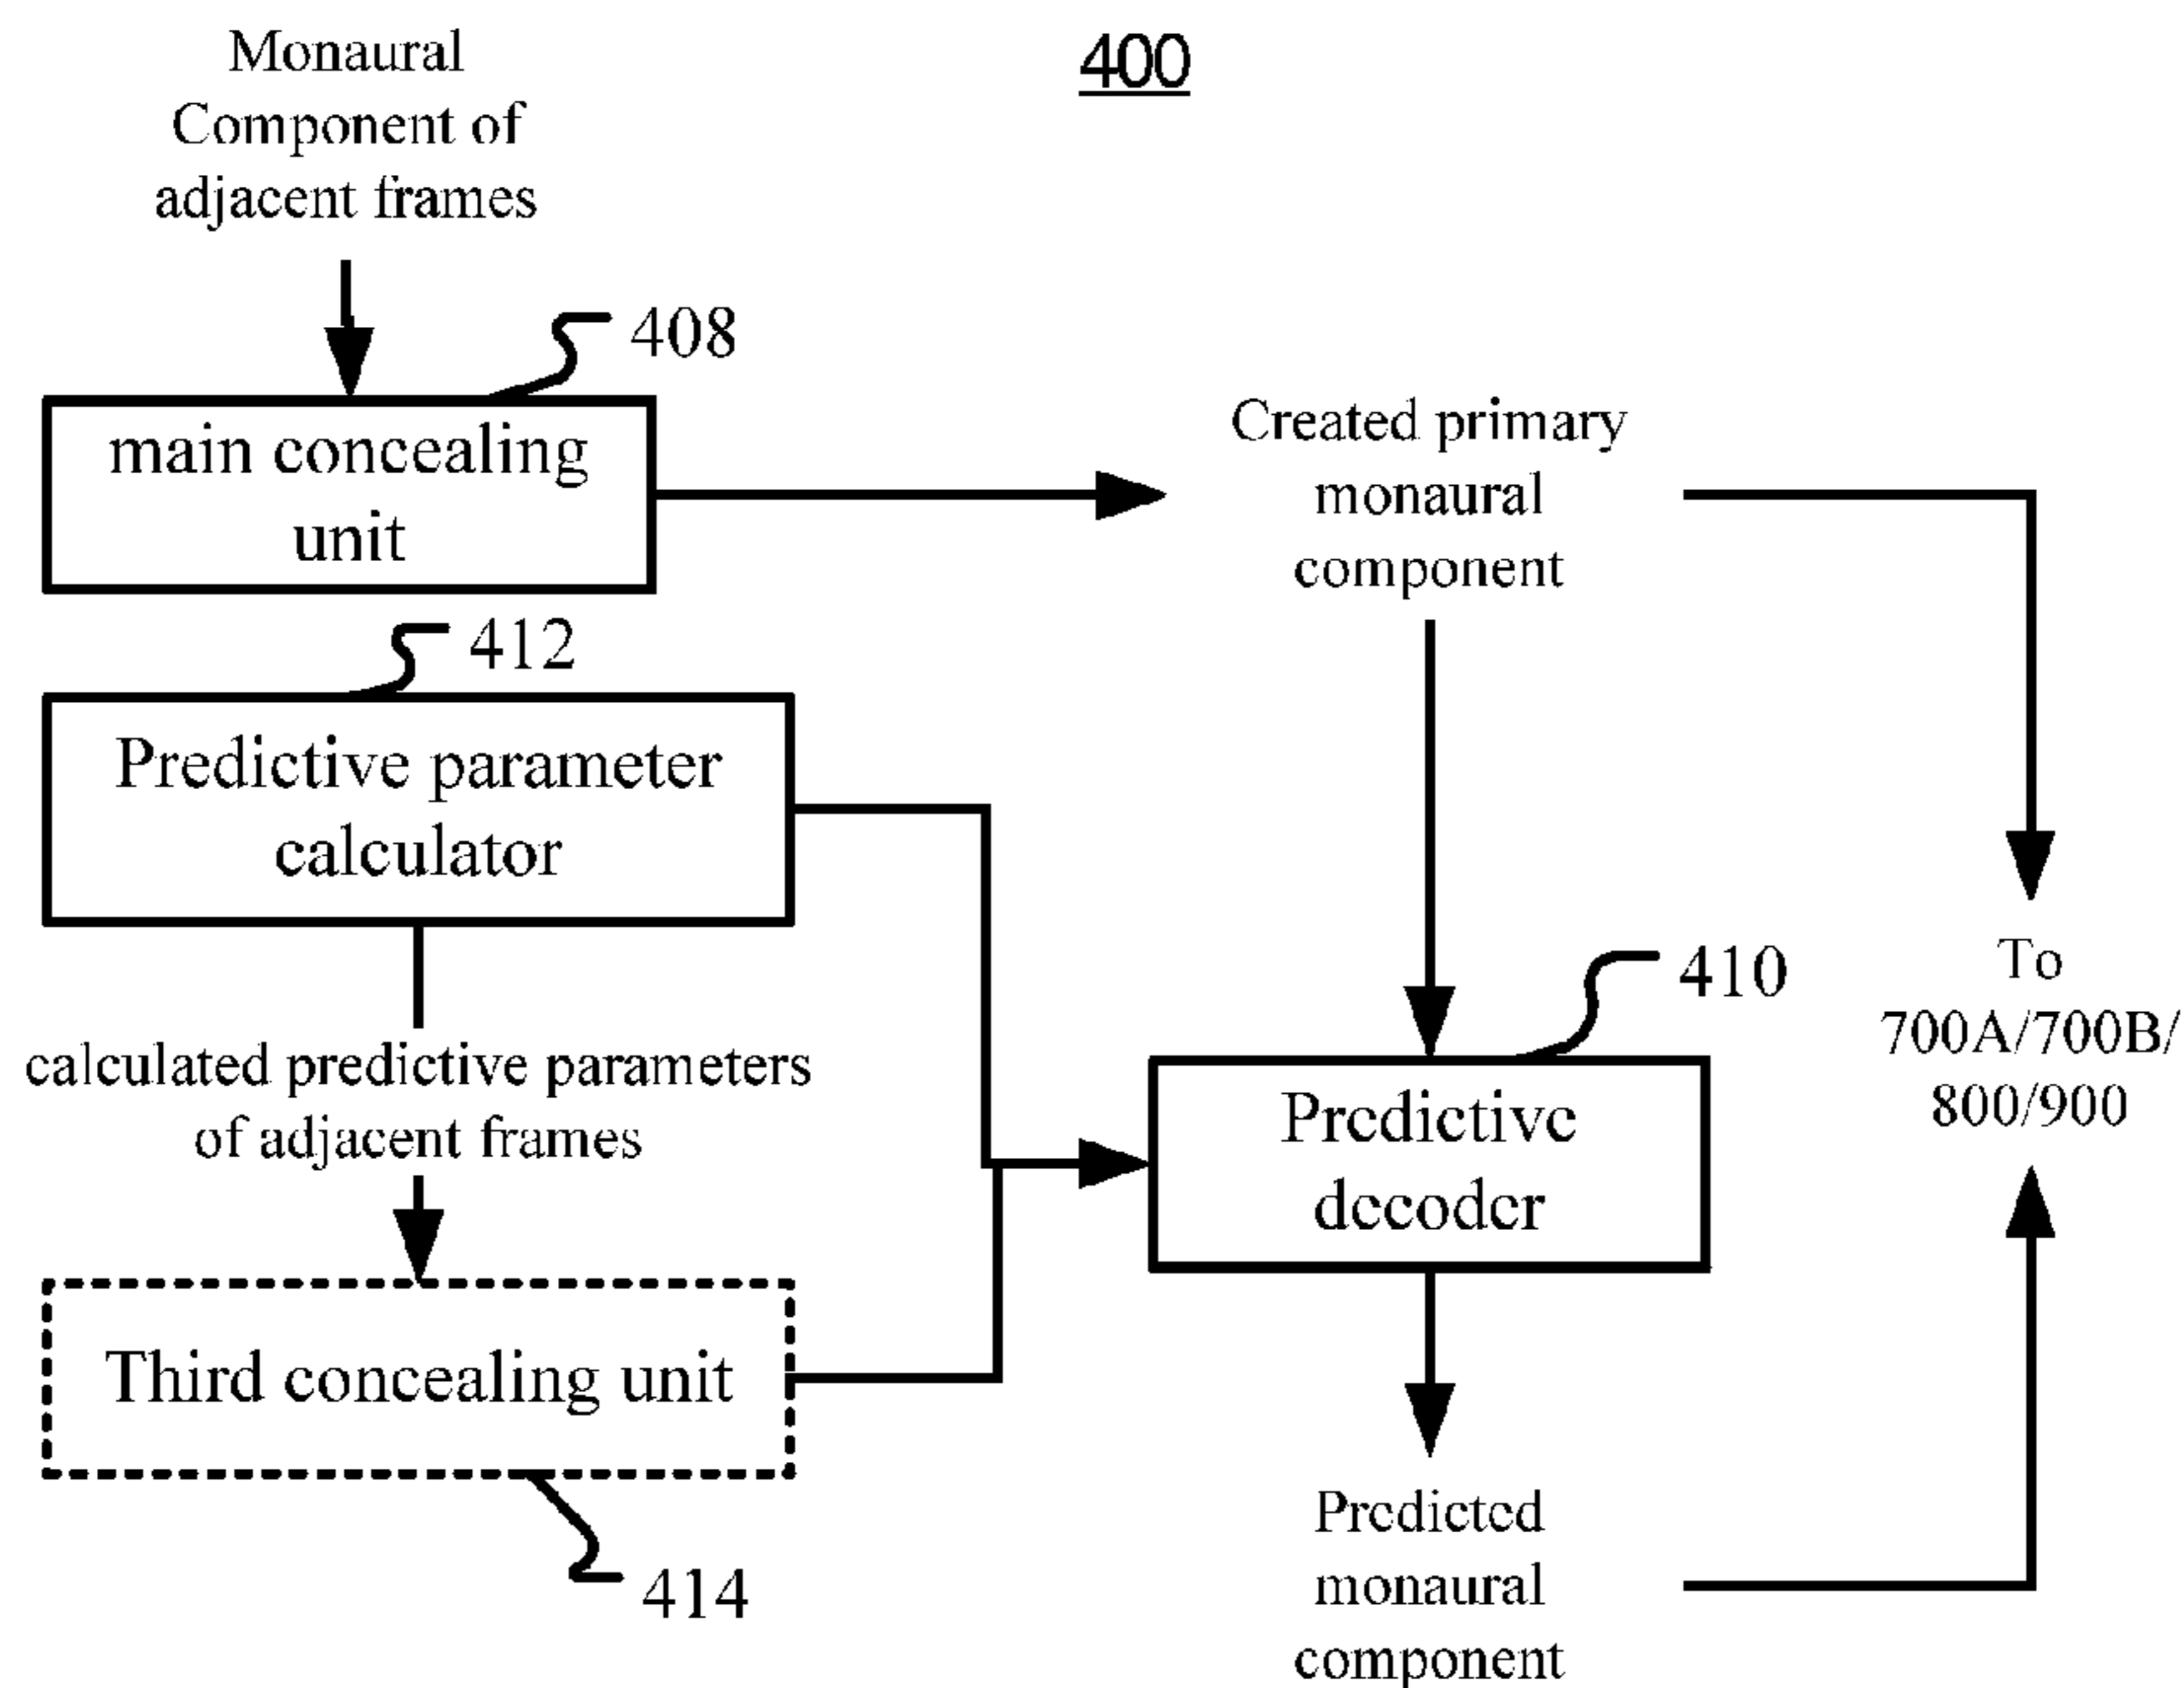 Monaural
Component of
adjacent frames
400
408
main concealing
unit
Created primary
monaural
component
412
Predictive parameter
calculator
410
To
700A/700B/
800/900
calculated predictive parameters
of adjacent frames
Predictive
decoder
Third concealing unit
414
Predicted
monaural
component